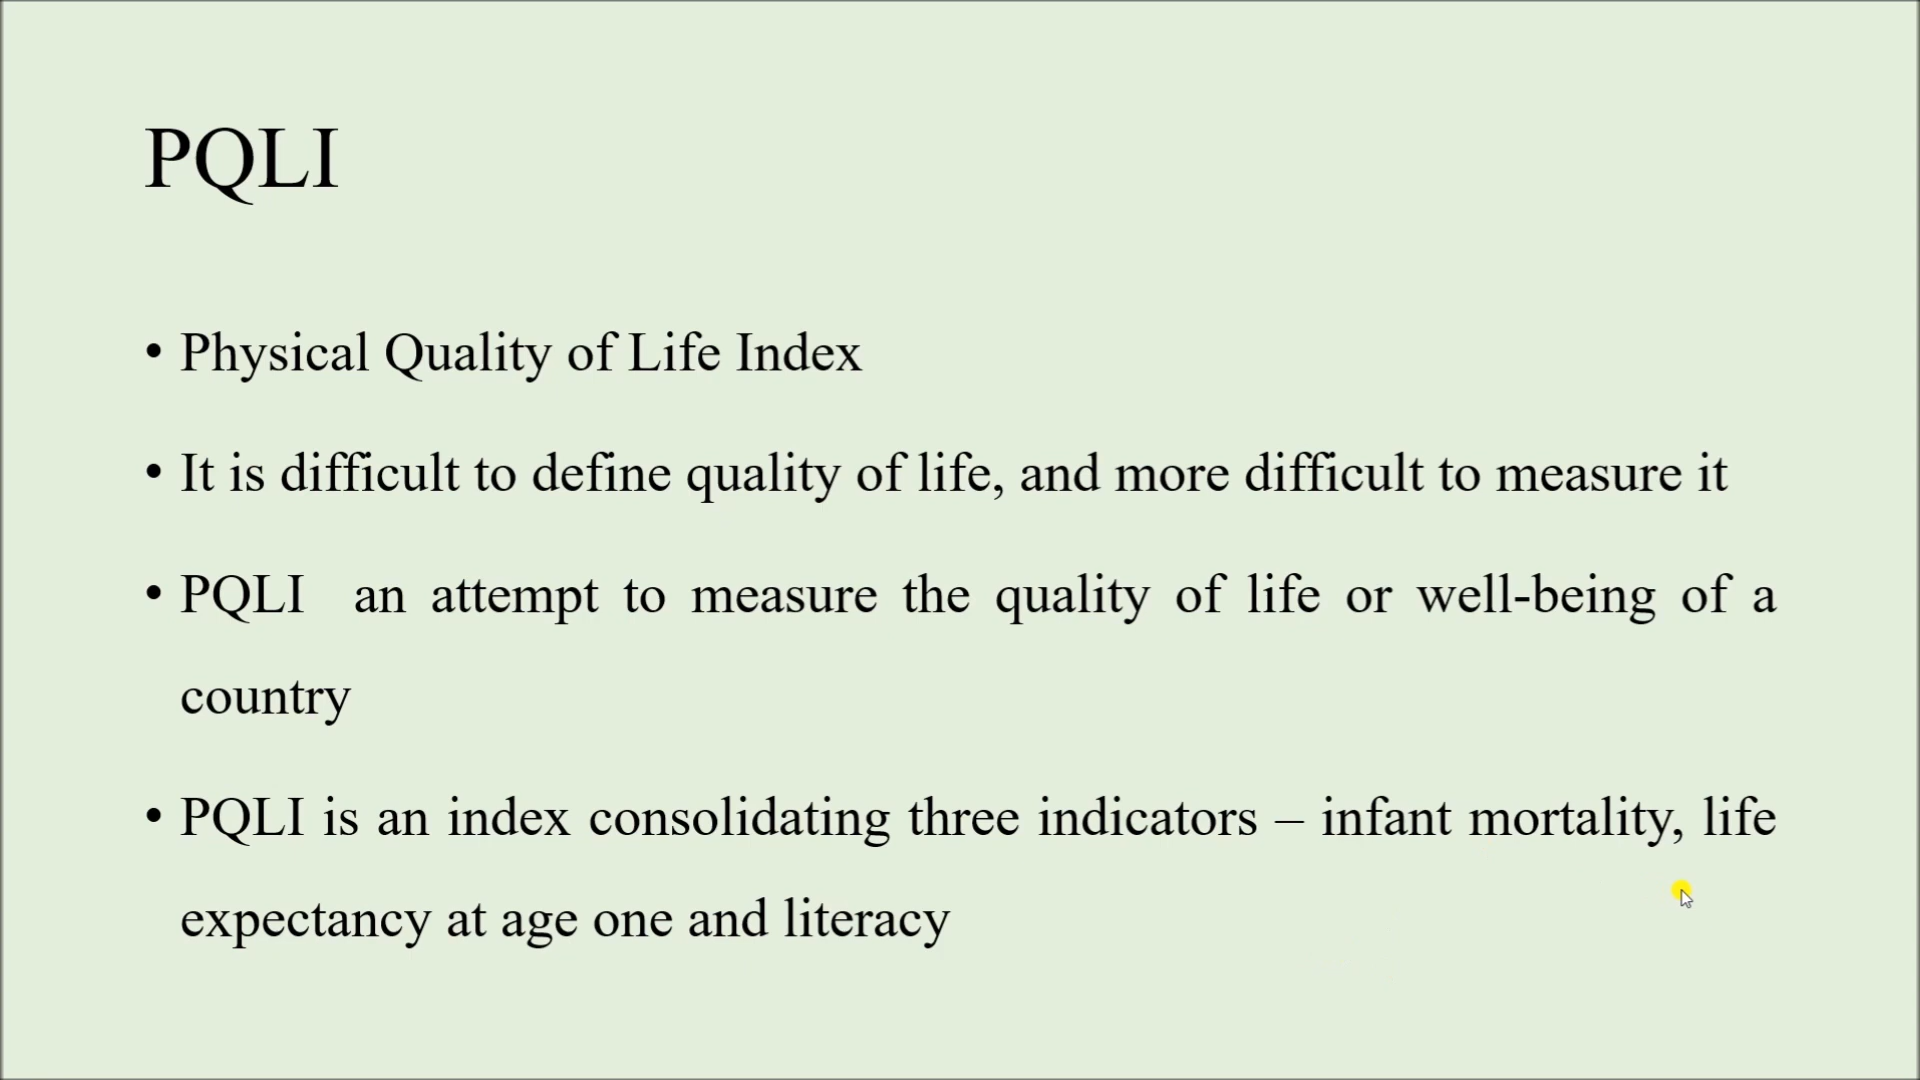 PQLI
• Physical Quality of Life Index
• It is difficult to define quality of life, and more difficult to measure it
• PQLI an attempt to measure the quality of life or well-being of a
country
• PQLI is an index consolidating three indicators – infant mortality, life
expectancy at age one and literacy